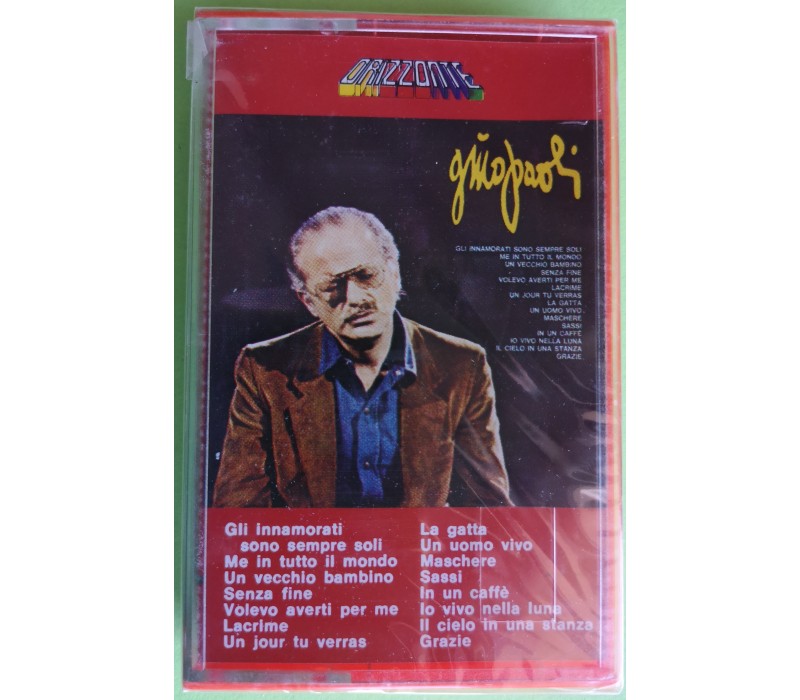 ORIZZONTE
gino paoli
GLI INNAMORATI SONO SEMPRE SOLI
ME IN TUTTO IL MONDO
UN VECCHIO BAMBINO
SENZA FINE
VOLEVO AVERTI PER ME
LACRIME
UN JOUR TU VERRAS
LA GATTA
UN UOMO VIVO
MASCHERE
SASSI
IN UN CAFFÈ
IO VIVO NELLA LUNA
IL CIELO IN UNA STANZA
GRAZIE
Gli innamorati
sono sempre soli
Me in tutto il mondo
Un vecchio bambino
Senza fine
Volevo averti per me
Lacrime
Un jour tu verras
La gatta
Un uomo vivo
Maschere
Sassi
In un caffè
Io vivo nella luna
Il cielo in una stanza
Grazie